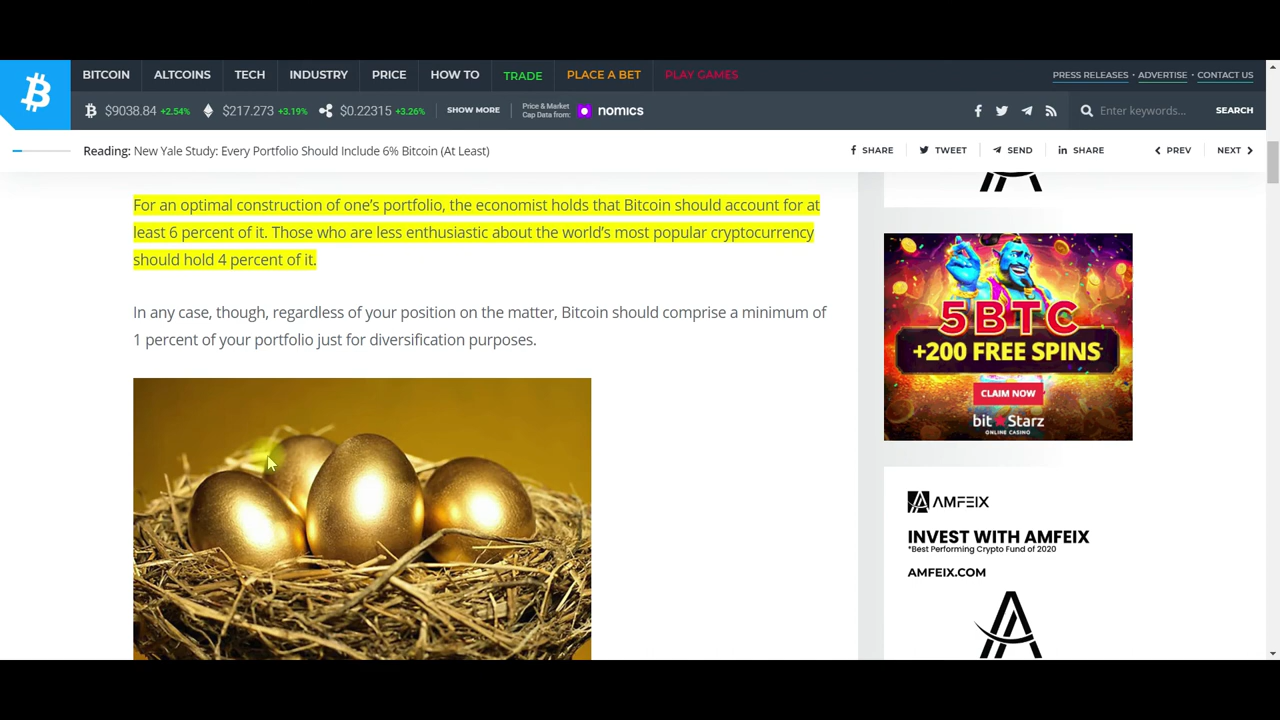 BITCOIN ALTCOINS TECH INDUSTRY PRICE HOW TO TRADE PLACE A BET PLAY GAMES PRESS RELEASES • ADVERTISE • CONTACT US
$9038.84 +2.54% $217.273 +3.19% $0.22315 +3.26% SHOW MORE Price & Market Cap Data from: nomics Enter keywords... SEARCH
Reading: New Yale Study: Every Portfolio Should Include 6% Bitcoin (At Least) SHARE TWEET SEND SHARE PREV NEXT
For an optimal construction of one's portfolio, the economist holds that Bitcoin should account for at
least 6 percent of it. Those who are less enthusiastic about the world's most popular cryptocurrency
should hold 4 percent of it.
In any case, though, regardless of your position on the matter, Bitcoin should comprise a minimum of
1 percent of your portfolio just for diversification purposes.
5BTC
+200 FREE SPINS
CLAIM NOW
bitStarz
ONLINE CASINO
AMFEIX
INVEST WITH AMFEIX
*Best Performing Crypto Fund of 2020
AMFEIX.COM